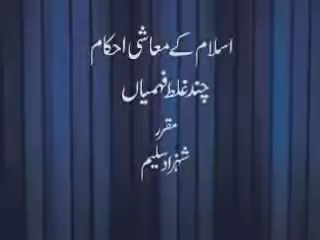 اسلام کے معاشی احکام
چند غلط فہمیاں
مقرر
شہزاد سلیم